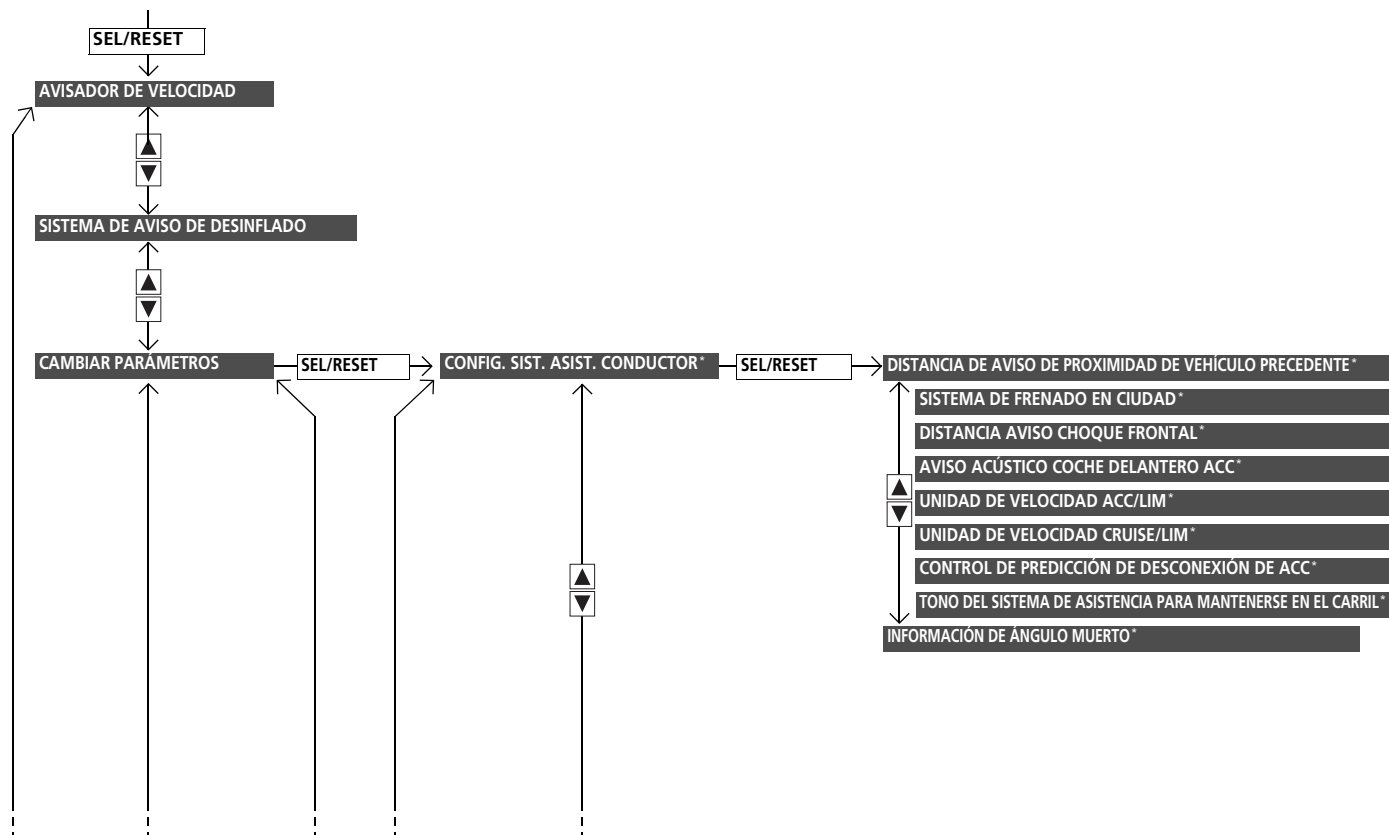 SEL/RESET
AVISADOR DE VELOCIDAD
▲
▼
SISTEMA DE AVISO DE DESINFLADO
▲
▼
CAMBIAR PARÁMETROS
SEL/RESET
CONFIG. SIST. ASIST. CONDUCTOR*
SEL/RESET
DISTANCIA DE AVISO DE PROXIMIDAD DE VEHÍCULO PRECEDENTE*
SISTEMA DE FRENADO EN CIUDAD*
DISTANCIA AVISO CHOQUE FRONTAL*
AVISO ACÚSTICO COCHE DELANTERO ACC*
▲
▼
UNIDAD DE VELOCIDAD ACC/LIM*
UNIDAD DE VELOCIDAD CRUISE/LIM*
CONTROL DE PREDICCIÓN DE DESCONEXIÓN DE ACC*
▲
▼
TONO DEL SISTEMA DE ASISTENCIA PARA MANTENERSE EN EL CARRIL*
INFORMACIÓN DE ÁNGULO MUERTO*